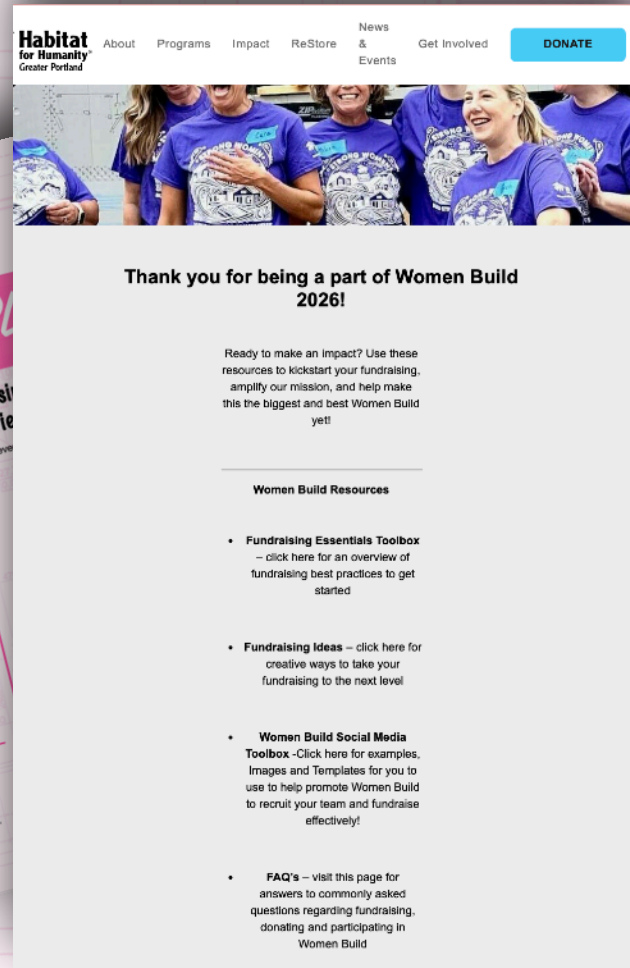 Habitat
for Humanity®
Greater Portland
About
Programs
Impact
ReStore
News
&
Events
Get Involved
DONATE
Thank you for being a part of Women Build
2026!
Ready to make an impact? Use these
resources to kickstart your fundraising,
amplify our mission, and help make
this the biggest and best Women Build
yet!
Women Build Resources
• Fundraising Essentials Toolbox
– click here for an overview of
fundraising best practices to get
started
• Fundraising Ideas – click here for
creative ways to take your
fundraising to the next level
• Women Build Social Media
Toolbox -Click here for examples,
Images and Templates for you to
use to help promote Women Build
to recruit your team and fundraise
effectively!
• FAQ's – visit this page for
answers to commonly asked
questions regarding fundraising,
donating and participating in
Women Build